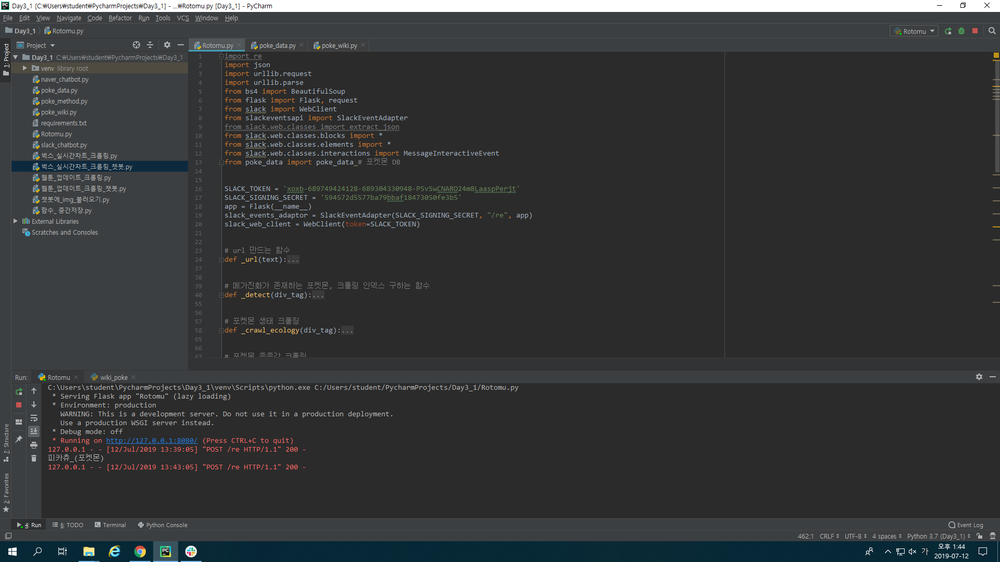 Day3_1 [C:₩Users₩student₩PycharmProjects₩Day3_1] - ...₩Rotomu.py [Day3_1] - PyCharm
File Edit View Navigate Code Refactor Run Tools VCS Window Help
Day3_1 Rotomu.py
Rotomu
Project
Rotomu.py poke_data.py poke_wiki.py
1: Project
Day3_1 C:₩Users₩student₩PycharmProjects₩Day3_1
venv library root
naver_chatbot.py
poke_data.py
poke_method.py
poke_wiki.py
requirements.txt
Rotomu.py
slack_chatbot.py
벅스_실시간차트_크롤링.py
벅스_실시간차트_크롤링_챗봇.py
웹툰_업데이트_크롤링.py
웹툰_업데이트_크롤링_챗봇.py
챗봇에_img_불러오기.py
함수_ 중간저장.py
External Libraries
Scratches and Consoles
1 import re
2 import json
3 import urllib.request
4 import urllib.parse
5 from bs4 import BeautifulSoup
6 from flask import Flask, request
7 from slack import WebClient
8 from slackeventsapi import SlackEventAdapter
9 from slack.web.classes import extract_json
10 from slack.web.classes.blocks import *
11 from slack.web.classes.elements import *
12 from slack.web.classes.interactions import MessageInteractiveEvent
13 from poke_data import poke_data # 포켓몬 DB
14
15
16 SLACK_TOKEN = 'xoxb-689749424128-689304330948-PSvSwCNARO24m8LaaspPerjt'
17 SLACK_SIGNING_SECRET = '594572d5577ba79bbaf18473050fe3b5'
18 app = Flask(__name__)
19 slack_events_adaptor = SlackEventAdapter(SLACK_SIGNING_SECRET, "/re", app)
20 slack_web_client = WebClient(token=SLACK_TOKEN)
21
22
23 # url 만드는 함수
24 def _url(text):...
37
38
39 # 메가진화가 존재하는 포켓몬, 크롤링 인덱스 구하는 함수
40 def _detect(div_tag):...
55
56
57 # 포켓몬 생태 크롤링
58 def _crawl_ecology(div_tag):...
65
66
67 # 포켓몬 종족값 크롤링
Run: Rotomu wiki_poke
C:\Users\student\PycharmProjects\Day3_1\venv\Scripts\python.exe C:/Users/student/PycharmProjects/Day3_1/Rotomu.py
* Serving Flask app "Rotomu" (lazy loading)
* Environment: production
WARNING: This is a development server. Do not use it in a production deployment.
Use a production WSGI server instead.
* Debug mode: off
* Running on http://127.0.0.1:8080/ (Press CTRL+C to quit)
127.0.0.1 - - [12/Jul/2019 13:39:05] "POST /re HTTP/1.1" 200 -
피카츄_(포켓몬)
127.0.0.1 - - [12/Jul/2019 13:43:05] "POST /re HTTP/1.1" 200 -
7: Structure
2: Favorites
4: Run 6: TODO Terminal Python Console Event Log
462:1 CRLF UTF-8 4 spaces Python 3.7 (Day3_1)
가 오후 1:44
2019-07-12